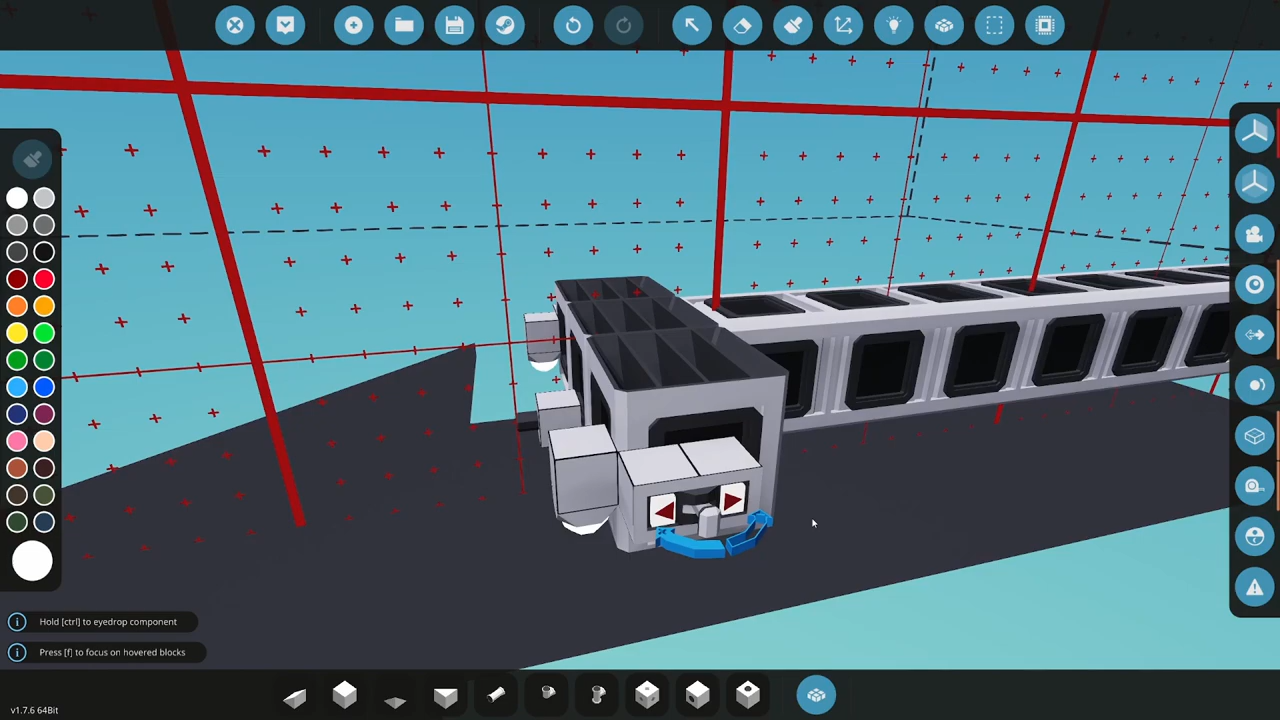 Hold [ctrl] to eyedrop component
Press [f] to focus on hovered blocks
v1.7.6 64Bit